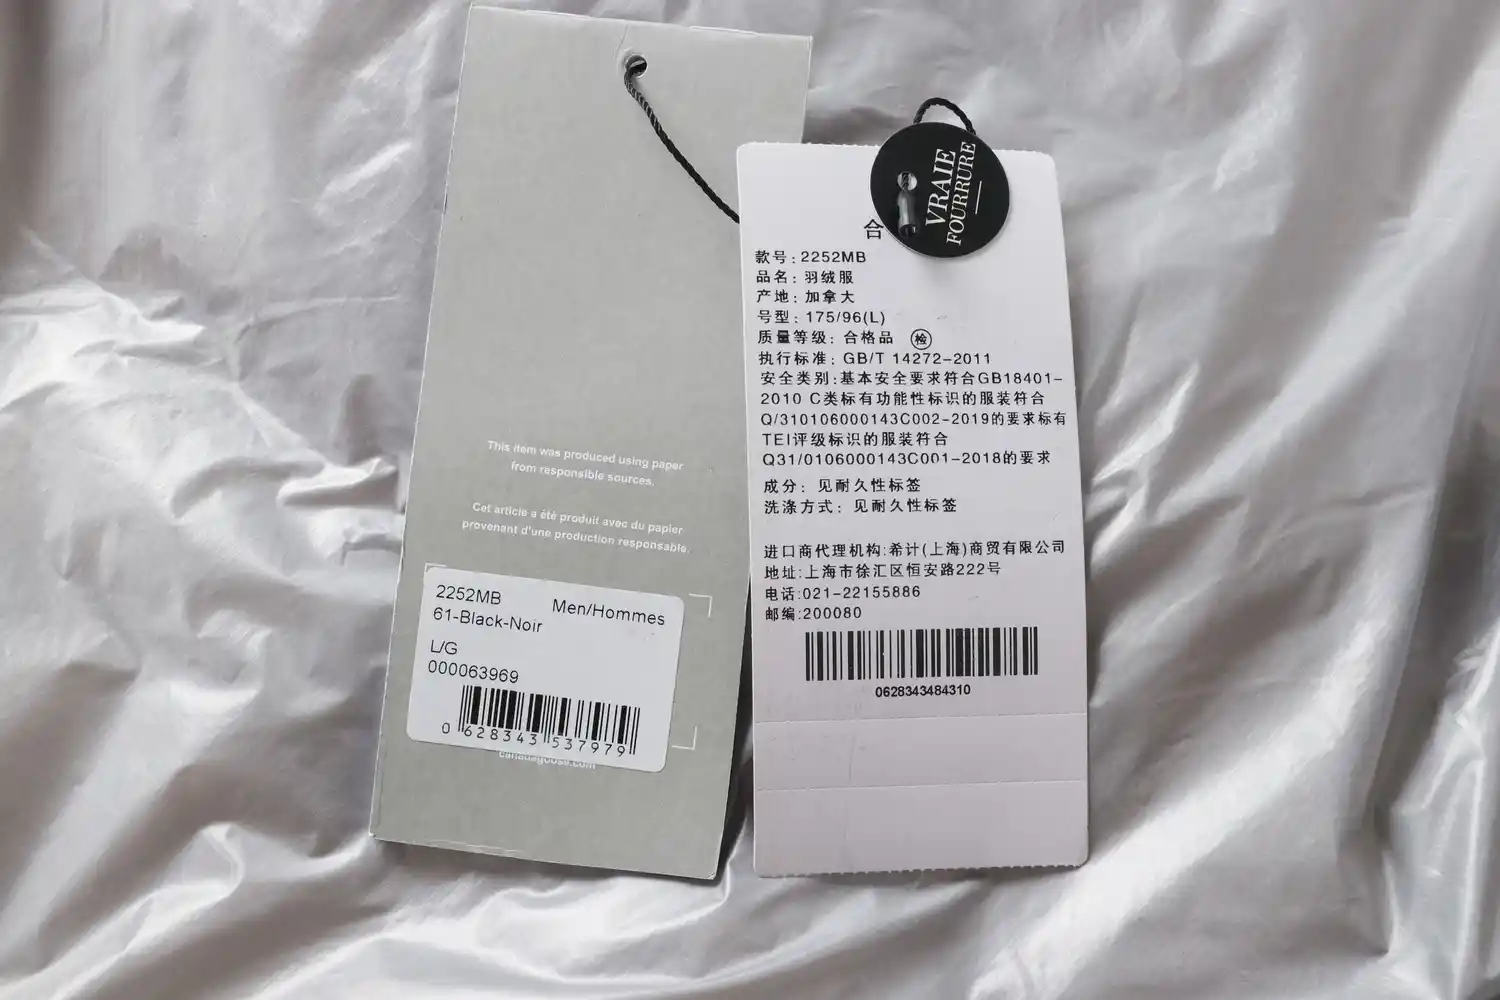 This item was produced using paper
from responsible sources.
Cet article a été produit avec du papier
provenant d'une production responsable.
2252MB
Men/Hommes
61-Black-Noir
L/G
000063969
0 628343 537979
canadagoose.com
VRAIE
FOURRURE
合
款号:2252MB
品名:羽绒服
产地:加拿大
号型:175/96(L)
质量等级:合格品 检
执行标准:GB/T 14272-2011
安全类别:基本安全要求符合GB18401-
2010 C类标有功能性标识的服装符合
Q/310106000143C002-2019的要求标有
TEI评级标识的服装符合
Q31/0106000143C001-2018的要求
成分:见耐久性标签
洗涤方式:见耐久性标签
进口商代理机构:希计(上海)商贸有限公司
地址:上海市徐汇区恒安路222号
电话:021-22155886
邮编:200080
0628343484310